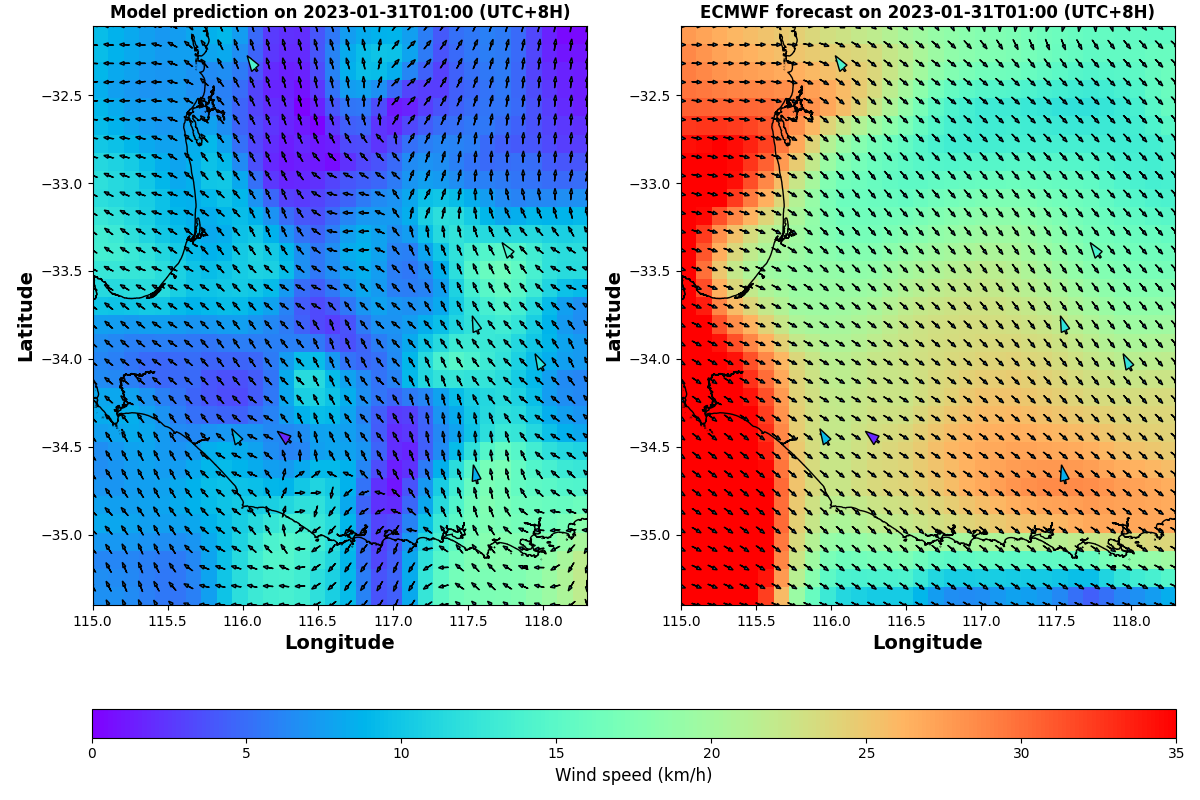 Model prediction on 2023-01-31T01:00 (UTC+8H)
ECMWF forecast on 2023-01-31T01:00 (UTC+8H)
−32.5
−33.0
−33.5
−34.0
−34.5
−35.0
Latitude
115.0 115.5 116.0 116.5 117.0 117.5 118.0
Longitude
−32.5
−33.0
−33.5
−34.0
−34.5
−35.0
Latitude
115.0 115.5 116.0 116.5 117.0 117.5 118.0
Longitude
0 5 10 15 20 25 30 35
Wind speed (km/h)